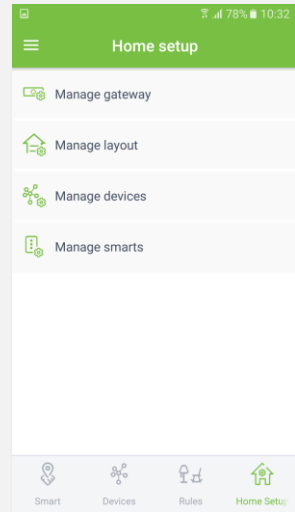 78% 10:32
Home setup
Manage gateway
Manage layout
Manage devices
Manage smarts
Smart Devices Rules Home Setup